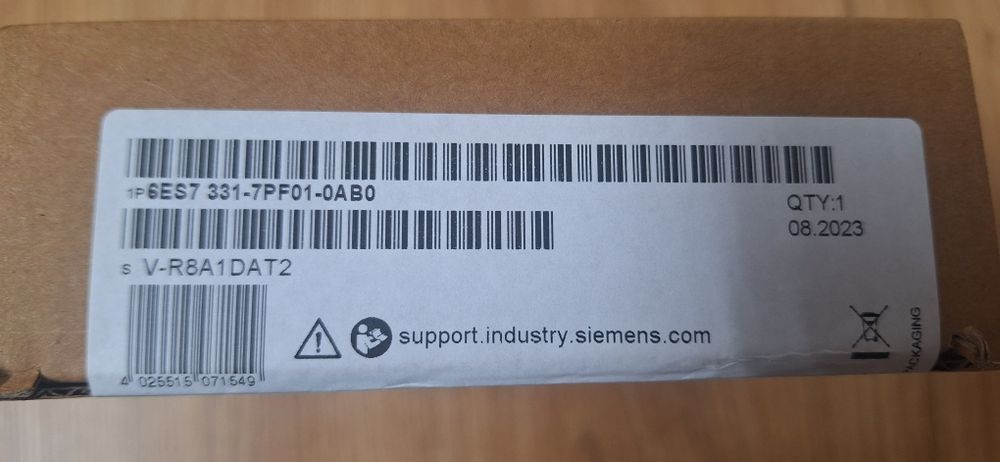 1P 6ES7 331-7PF01-0AB0
QTY:1
08.2023
S V-R8A1DAT2
support.industry.siemens.com
4 025515 071549
PACKAGING